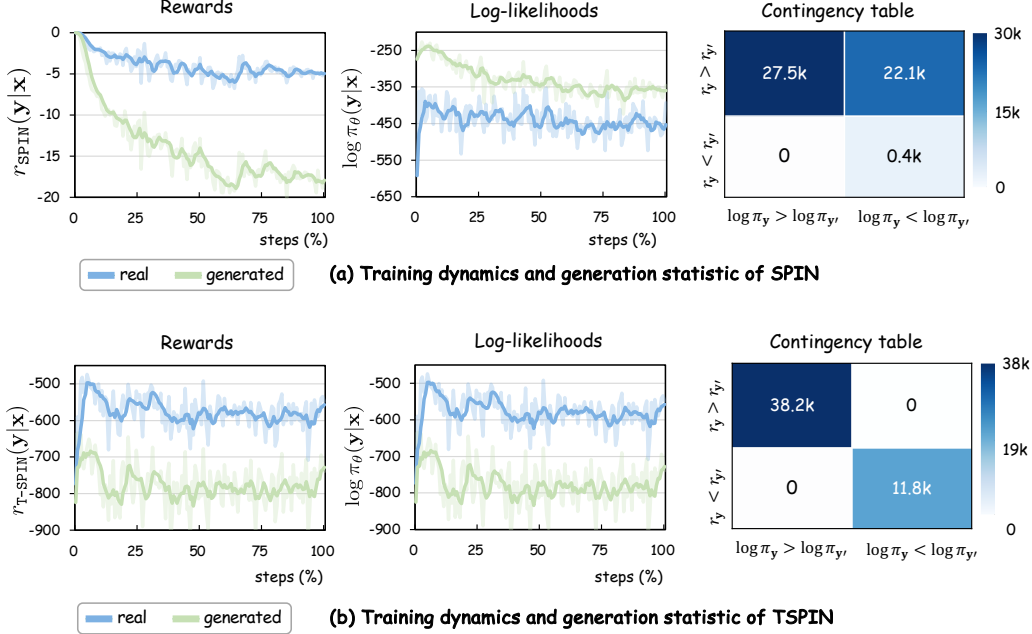 Rewards
Log-likelihoods
Contingency table
r_SPIN(y|x)
0
-5
-10
-15
-20
0 25 50 75 100
steps (%)
log π_θ(y|x)
-250
-350
-450
-550
-650
0 25 50 75 100
steps (%)
r_y > r_y′
r_y < r_y′
27.5k 22.1k
0 0.4k
log π_y > log π_y′ log π_y < log π_y′
30k
15k
0
real generated
(a) Training dynamics and generation statistic of SPIN
Rewards
Log-likelihoods
Contingency table
r_T-SPIN(y|x)
-500
-600
-700
-800
-900
0 25 50 75 100
steps (%)
log π_θ(y|x)
-500
-600
-700
-800
-900
0 25 50 75 100
steps (%)
r_y > r_y′
r_y < r_y′
38.2k 0
0 11.8k
log π_y > log π_y′ log π_y < log π_y′
38k
19k
0
real generated
(b) Training dynamics and generation statistic of TSPIN